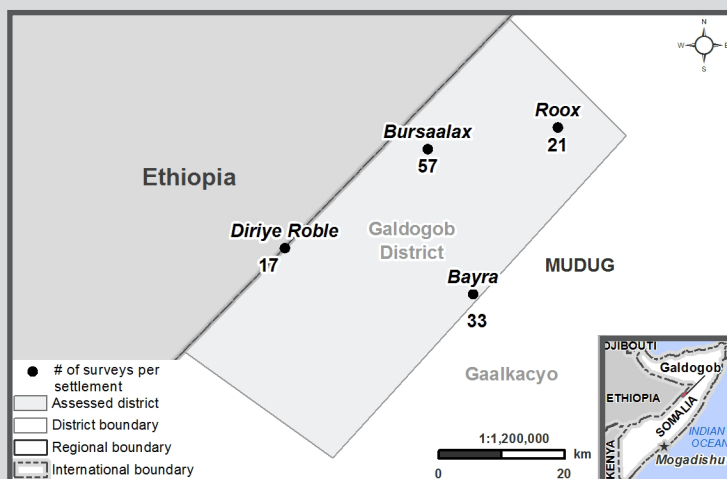 N
W
E
S
Roox
21
Bursaalax
57
Ethiopia
Diriye Roble
17
Galdogob
District
Bayra
33
MUDUG
Gaalkacyo
# of surveys per
settlement
Assessed district
District boundary
Regional boundary
International boundary
1:1,200,000
km
0
20
DJIBOUTI
Galdogob
ETHIOPIA
SOMALIA
INDIAN
OCEAN
KENYA
Mogadishu